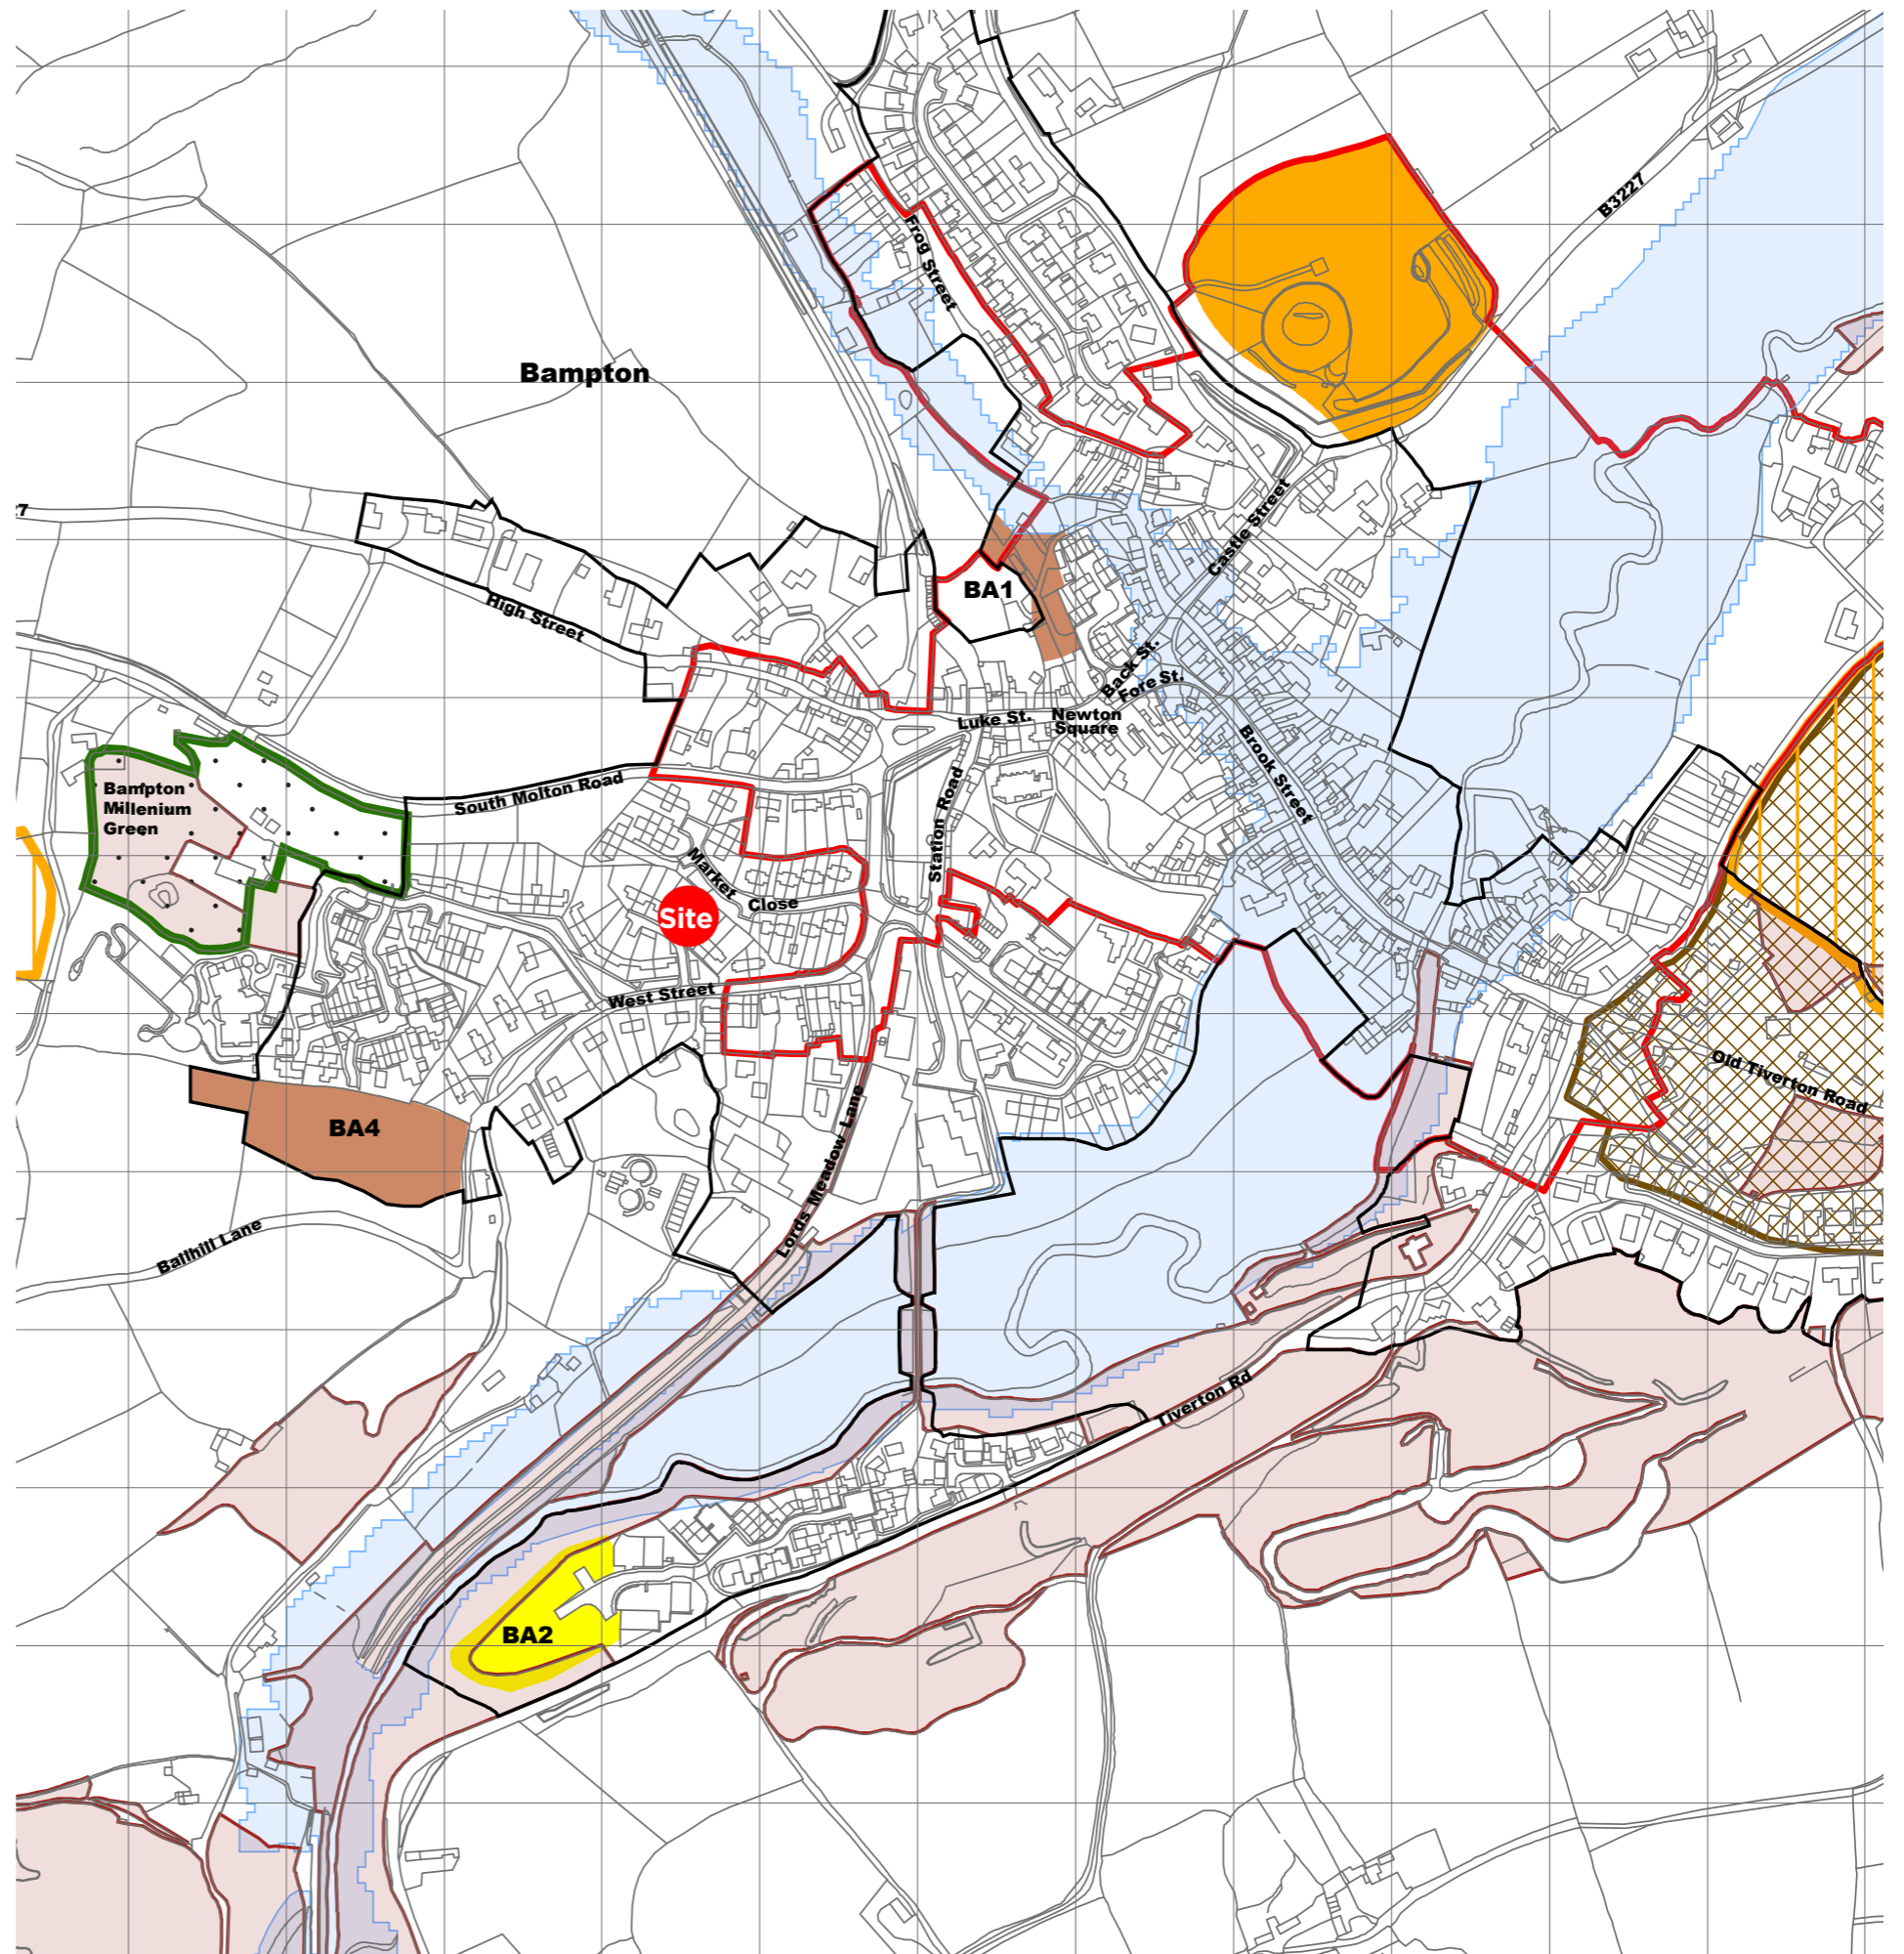 B3227
Frog Street
Bampton
Castle Street
27
BA1
High Street
Back St.
Fore St.
Luke St.
Newton
Square
Brook Street
South Molton Road
Station Road
Bampton
Millenium
Green
Market
Close
Site
West Street
Old Tiverton Road
BA4
Lords Meadow Lane
Ballhill Lane
Tiverton Rd
BA2